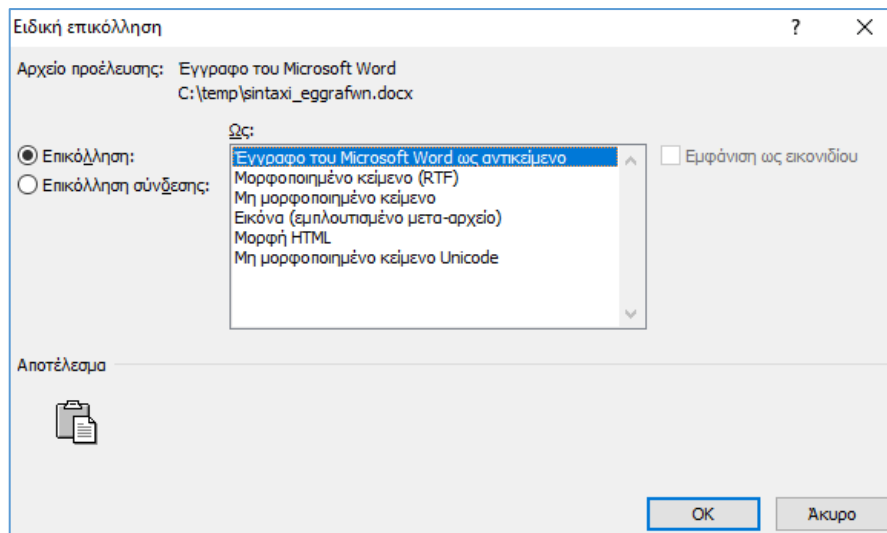 Ειδική επικόλληση
?
Αρχείο προέλευσης: Έγγραφο του Microsoft Word
C:\temp\sintaxi_eggrafwn.docx
Ως:
Επικόλληση:
Επικόλληση σύνδεσης:
Έγγραφο του Microsoft Word ως αντικείμενο
Μορφοποιημένο κείμενο (RTF)
Μη μορφοποιημένο κείμενο
Εικόνα (εμπλουτισμένο μετα-αρχείο)
Μορφή HTML
Μη μορφοποιημένο κείμενο Unicode
Εμφάνιση ως εικονιδίου
Αποτέλεσμα
OK
Άκυρο